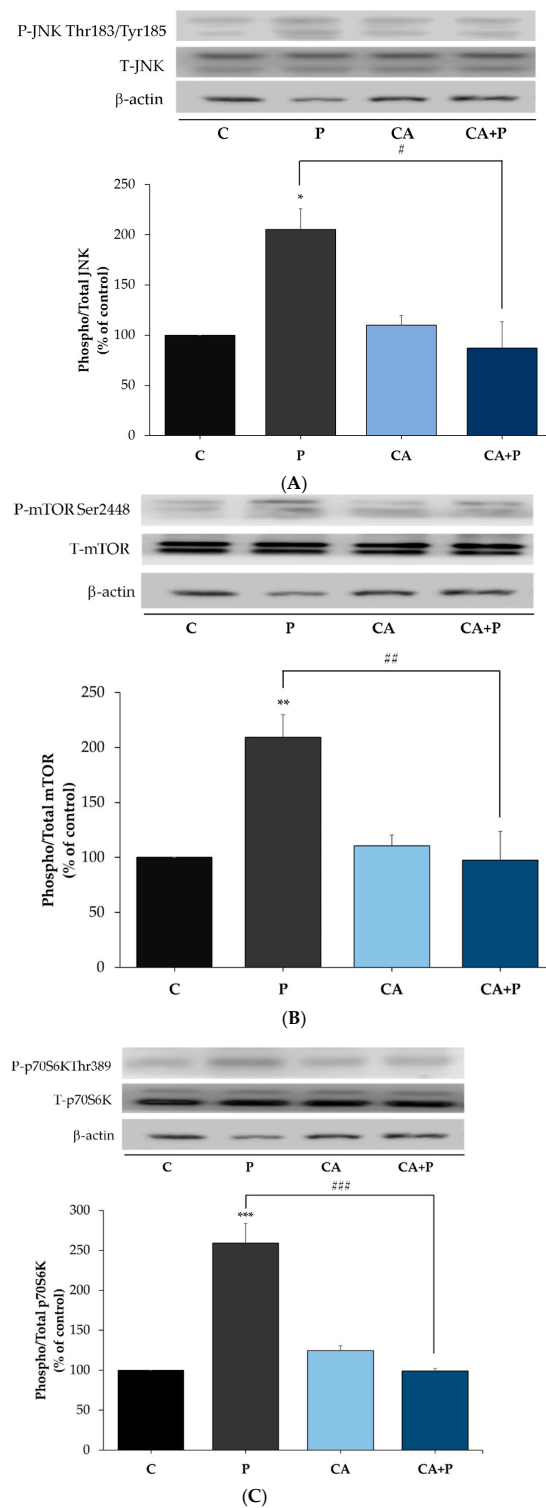 P-JNK Thr183/Tyr185
T-JNK
β-actin
C P CA CA+P
#
*
250
200
150
100
50
0
Phospho/Total JNK
(% of control)
C P CA CA+P
(A)
P-mTOR Ser2448
T-mTOR
β-actin
C P CA CA+P
##
**
250
200
150
100
50
0
Phospho/Total mTOR
(% of control)
C P CA CA+P
(B)
P-p70S6KThr389
T-p70S6K
β-actin
C P CA CA+P
###
***
300
250
200
150
100
50
0
Phospho/Total p70S6K
(% of control)
C P CA CA+P
(C)